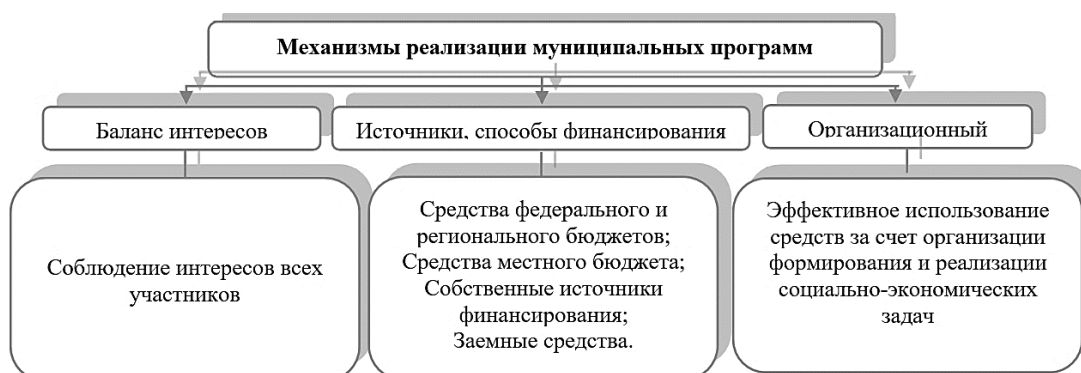 Механизмы реализации муниципальных программ
Баланс интересов
Источники, способы финансирования
Организационный
Соблюдение интересов всех
участников
Средства федерального и
регионального бюджетов;
Средства местного бюджета;
Собственные источники
финансирования;
Заемные средства.
Эффективное использование
средств за счет организации
формирования и реализации
социально-экономических
задач